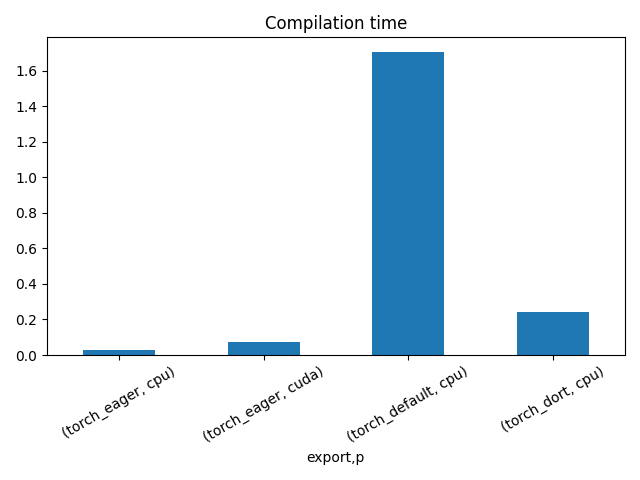 Compilation time
1.6
1.4
1.2
1.0
0.8
0.6
0.4
0.2
0.0
(torch_eager, cpu)
(torch_eager, cuda)
(torch_default, cpu)
(torch_dort, cpu)
export,p